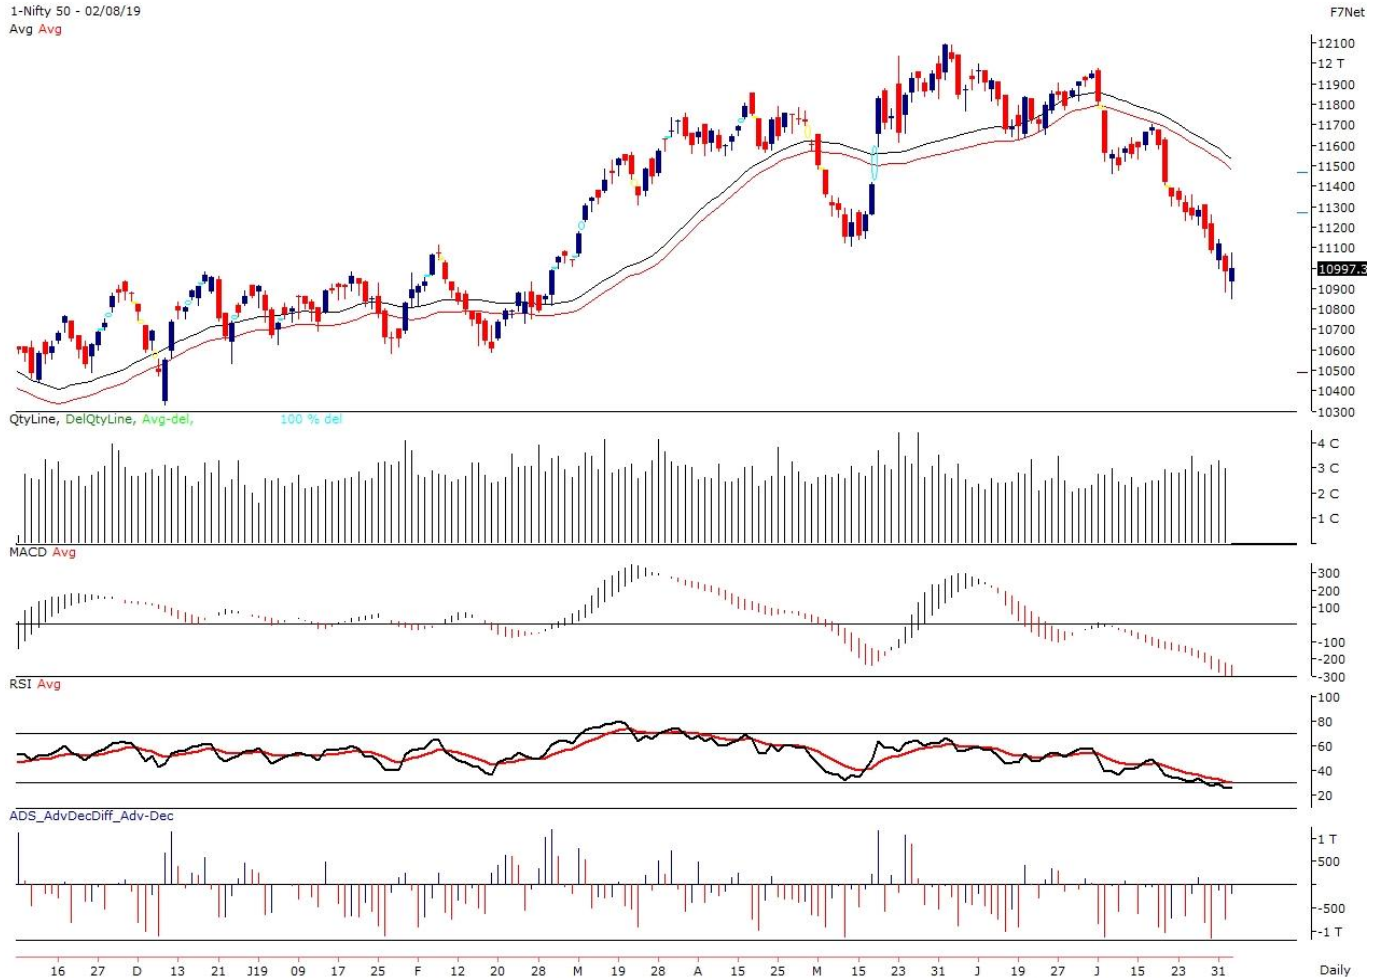 1-Nifty 50 - 02/08/19
F7Net
Avg Avg
12100
12 T
11900
11800
11700
11600
11500
11400
11300
11200
11100
10997.3
10900
10800
10700
10600
10500
10400
10300
QtyLine, DelQtyLine, Avg-del, 100 % del
4 C
3 C
2 C
1 C
MACD Avg
300
200
100
-100
-200
-300
RSI Avg
100
80
60
40
20
ADS_AdvDecDiff_Adv-Dec
1 T
500
-500
-1 T
16 27 D 13 21 J19 09 17 25 F 12 20 28 M 19 28 A 15 25 M 15 23 31 J 19 27 J 15 23 31 Daily